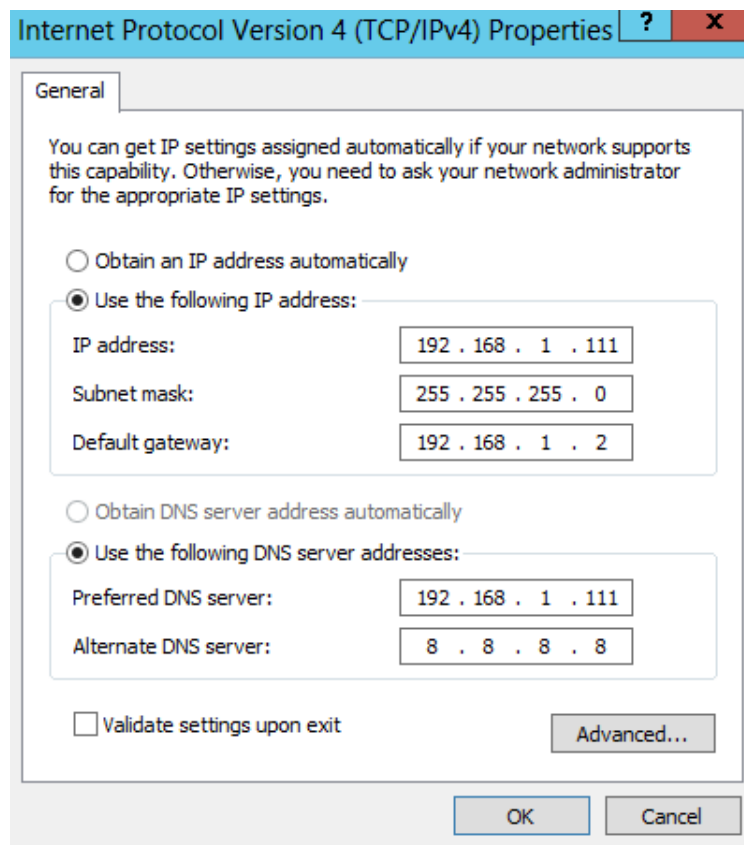 Internet Protocol Version 4 (TCP/IPv4) Properties ? x
General
You can get IP settings assigned automatically if your network supports
this capability. Otherwise, you need to ask your network administrator
for the appropriate IP settings.
Obtain an IP address automatically
Use the following IP address:
IP address: 192 . 168 . 1 . 111
Subnet mask: 255 . 255 . 255 . 0
Default gateway: 192 . 168 . 1 . 2
Obtain DNS server address automatically
Use the following DNS server addresses:
Preferred DNS server: 192 . 168 . 1 . 111
Alternate DNS server: 8 . 8 . 8 . 8
Validate settings upon exit
Advanced...
OK Cancel